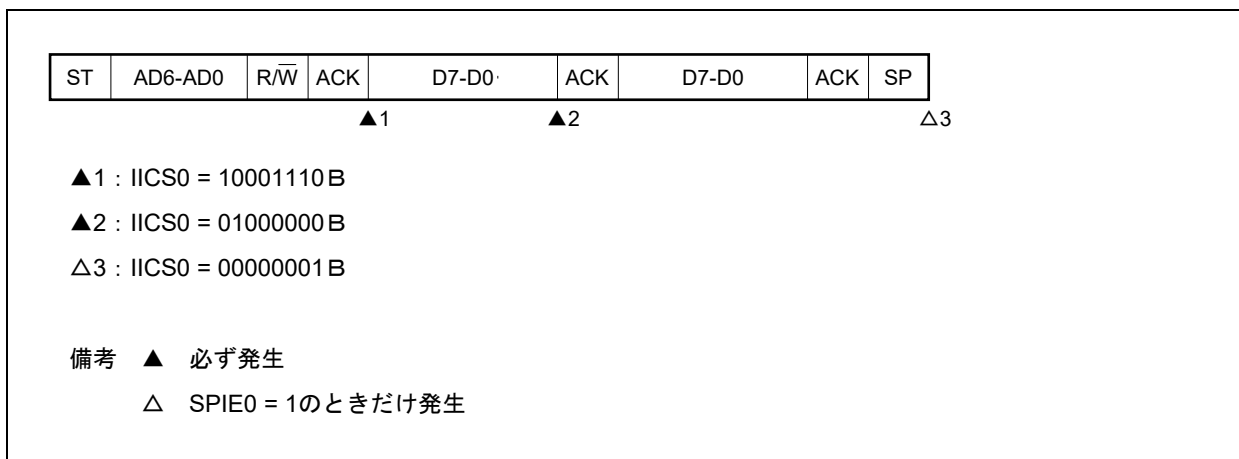 ST AD6-AD0 R/W̅ ACK D7-D0 ACK D7-D0 ACK SP
▲1 ▲2 △3
▲1：IICS0 = 10001110B
▲2：IICS0 = 01000000B
△3：IICS0 = 00000001B
備考 ▲ 必ず発生
△ SPIE0 = 1のときだけ発生